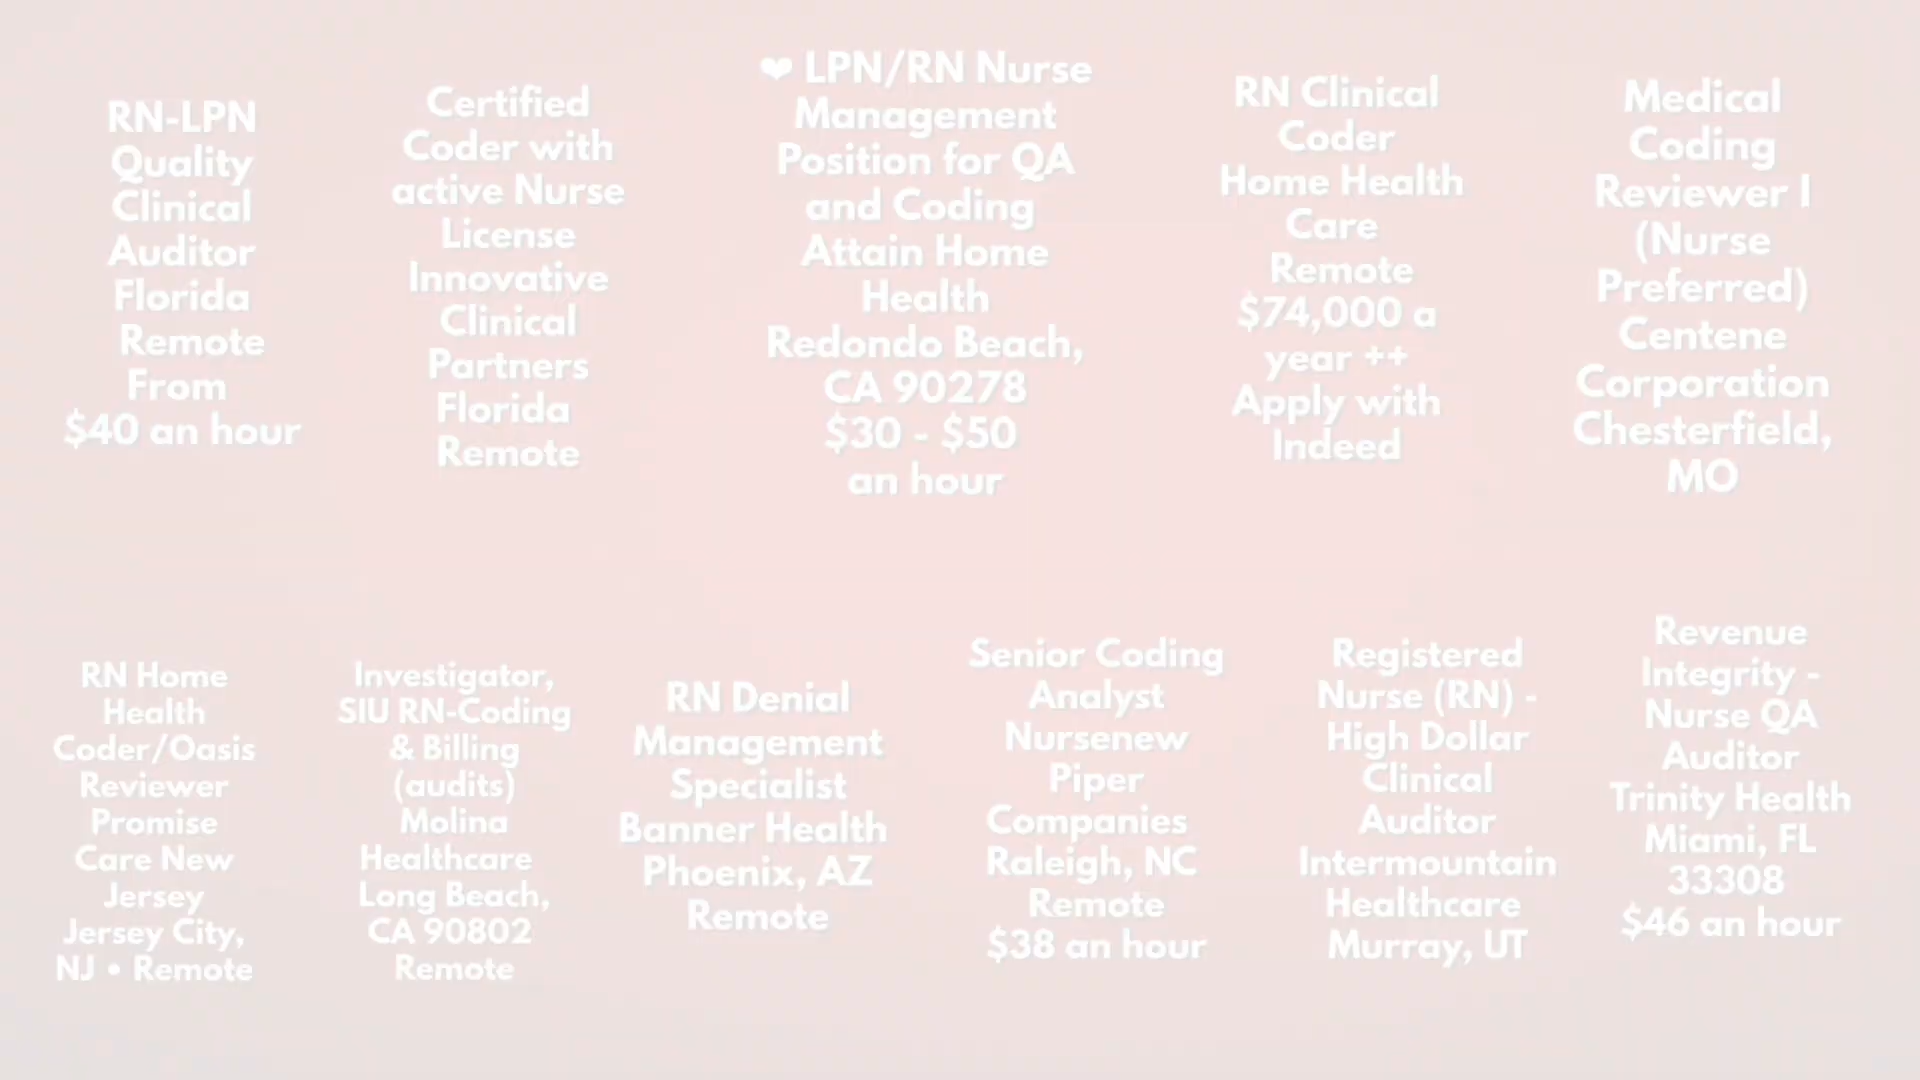 RN-LPN
Quality
Clinical
Auditor
Florida
Remote
From
$40 an hour
Certified
Coder with
active Nurse
License
Innovative
Clinical
Partners
Florida
Remote
❤ LPN/RN Nurse
Management
Position for QA
and Coding
Attain Home
Health
Redondo Beach,
CA 90278
$30 - $50
an hour
RN Clinical
Coder
Home Health
Care
Remote
$74,000 a
year ++
Apply with
Indeed
Medical
Coding
Reviewer I
(Nurse
Preferred)
Centene
Corporation
Chesterfield,
MO
RN Home
Health
Coder/Oasis
Reviewer
Promise
Care New
Jersey
Jersey City,
NJ • Remote
Investigator,
SIU RN-Coding
& Billing
(audits)
Molina
Healthcare
Long Beach,
CA 90802
Remote
RN Denial
Management
Specialist
Banner Health
Phoenix, AZ
Remote
Senior Coding
Analyst
Nursenew
Piper
Companies
Raleigh, NC
Remote
$38 an hour
Registered
Nurse (RN) -
High Dollar
Clinical
Auditor
Intermountain
Healthcare
Murray, UT
Revenue
Integrity -
Nurse QA
Auditor
Trinity Health
Miami, FL
33308
$46 an hour